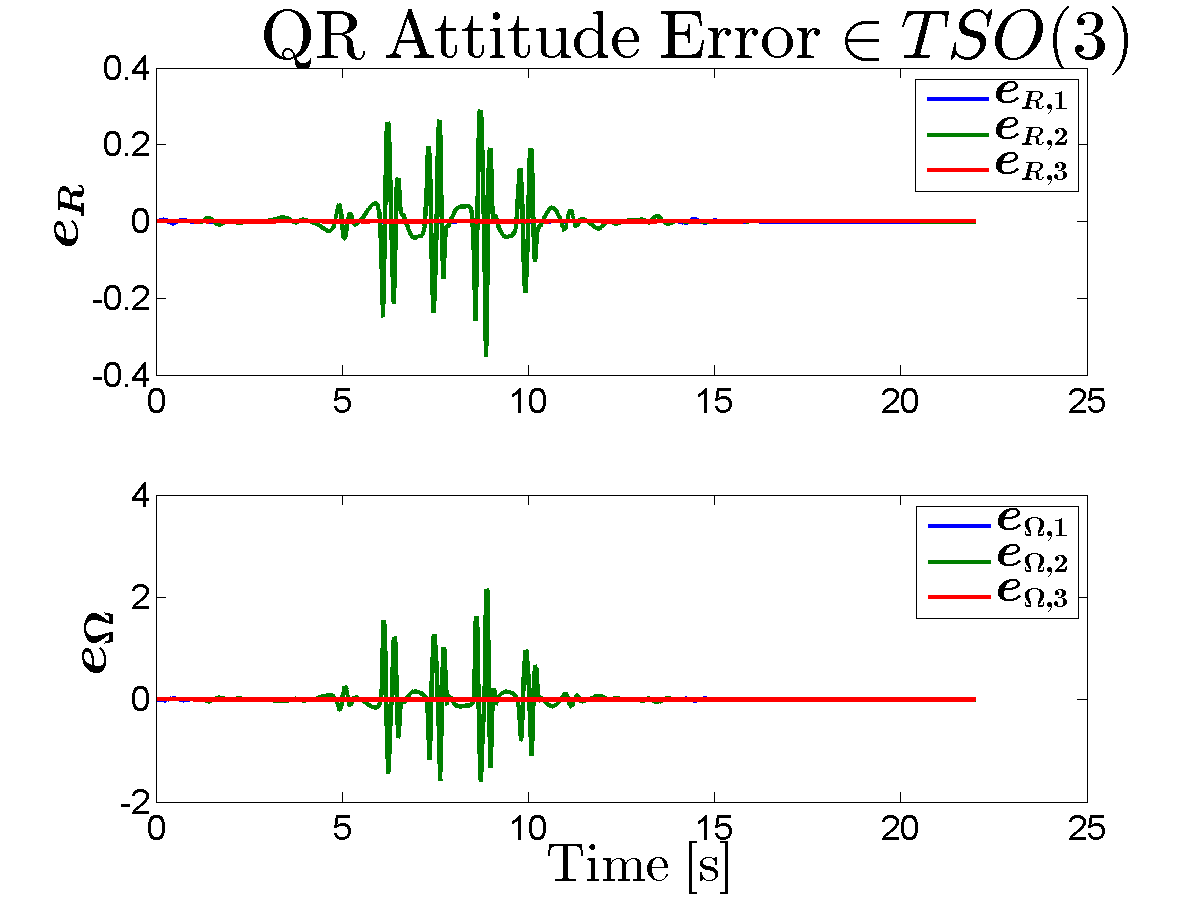 QR Attitude Error ∈ TSO(3)
0.4
0.2
0
-0.2
-0.4
e_R
e_{R,1}
e_{R,2}
e_{R,3}
0 5 10 15 20 25
4
2
0
-2
e_Ω
e_{Ω,1}
e_{Ω,2}
e_{Ω,3}
0 5 10 15 20 25
Time [s]